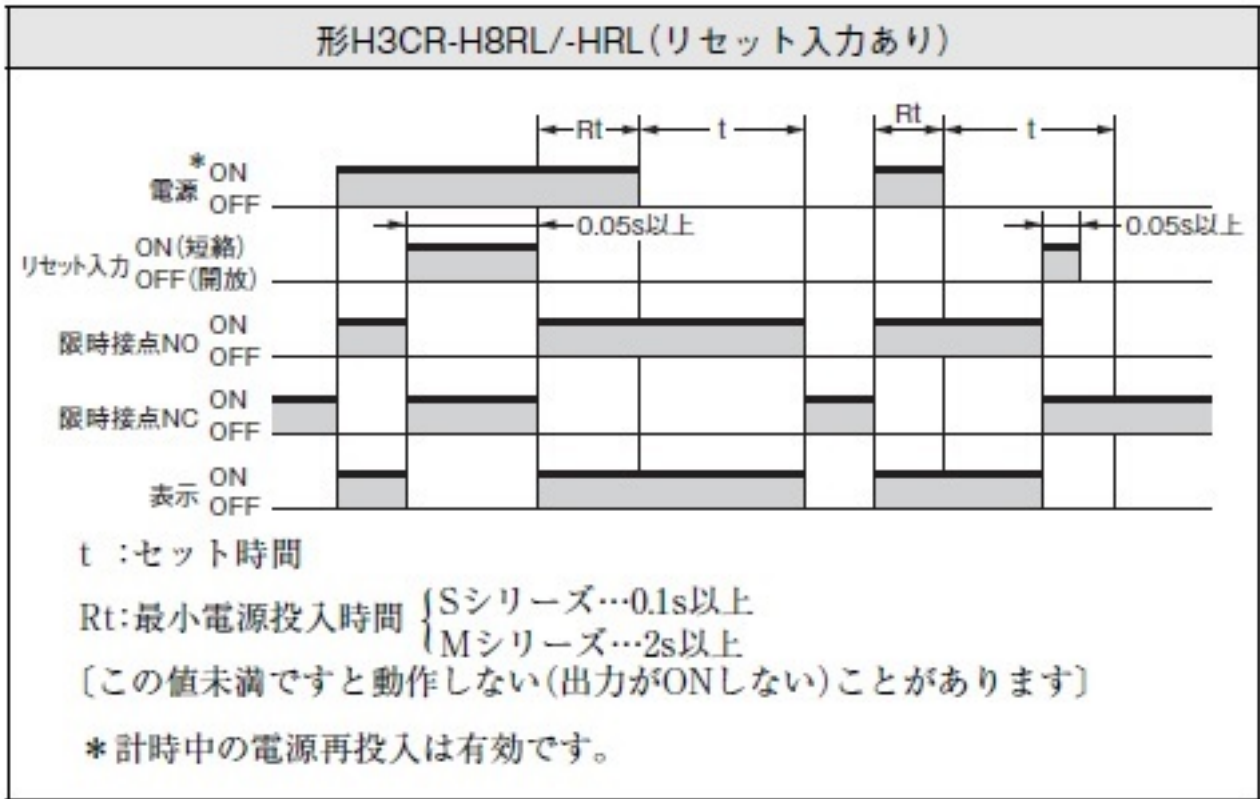 形H3CR-H8RL/-HRL(リセット入力あり)
Rt t Rt t
* ON
電源 OFF
0.05s以上 0.05s以上
ON(短絡)
リセット入力 OFF(開放)
限時接点NO ON
OFF
限時接点NC ON
OFF
表示 ON
OFF
t :セット時間
Rt:最小電源投入時間 {Sシリーズ…0.1s以上
Mシリーズ…2s以上
〔この値未満ですと動作しない(出力がONしない)ことがあります〕
*計時中の電源再投入は有効です。